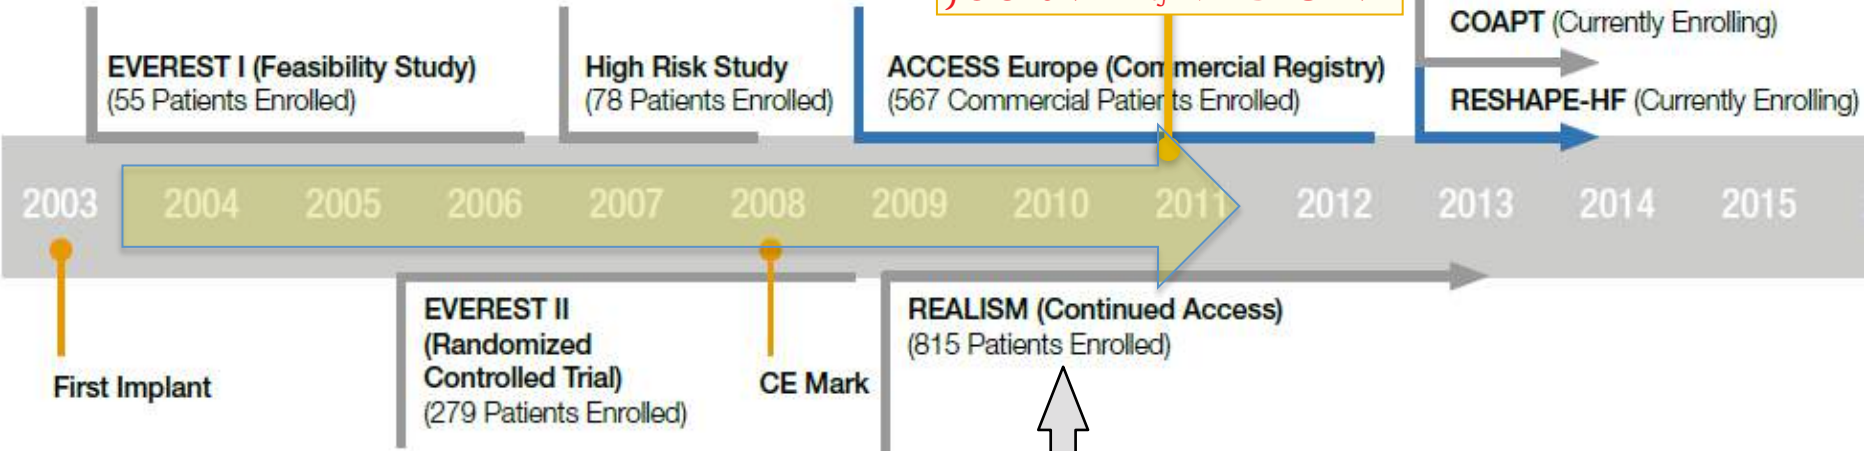 COAPT (Currently Enrolling)
EVEREST I (Feasibility Study)
(55 Patients Enrolled)
High Risk Study
(78 Patients Enrolled)
ACCESS Europe (Commercial Registry)
(567 Commercial Patients Enrolled)
RESHAPE-HF (Currently Enrolling)
2003 2004 2005 2006 2007 2008 2009 2010 2011 2012 2013 2014 2015
First Implant
EVEREST II
(Randomized
Controlled Trial)
(279 Patients Enrolled)
CE Mark
REALISM (Continued Access)
(815 Patients Enrolled)